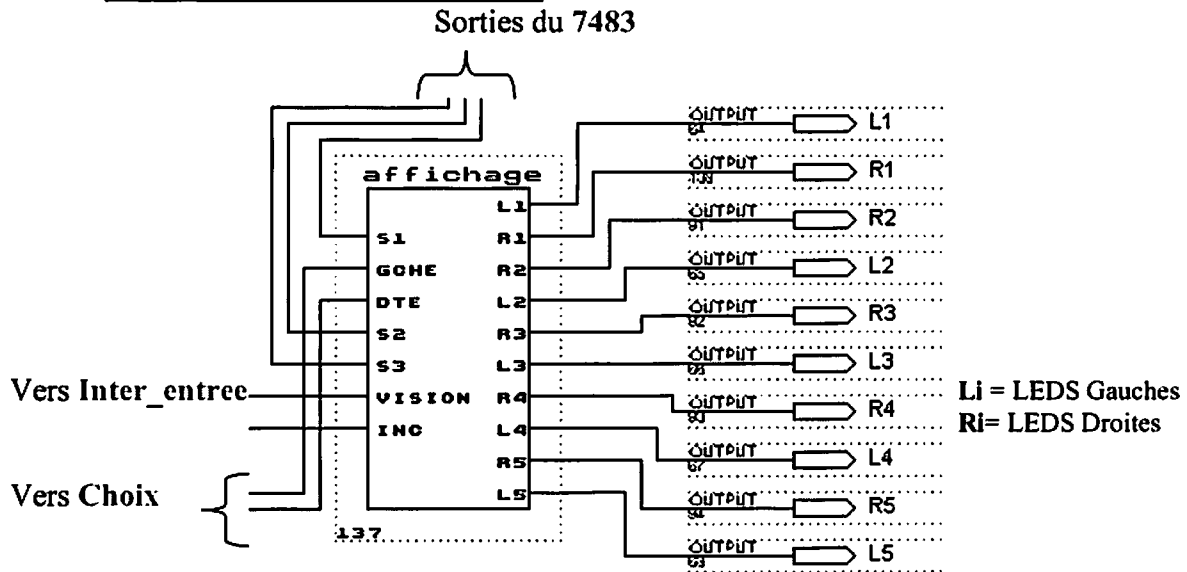 Sorties du 7483
affichage
L1
S1 R1
GCHE R2
DTE L2
S2 R3
S3 L3
VISION R4
INC L4
R5
L5
137
Vers Inter_entree
Vers Choix
OUTPUT L1
OUTPUT R1
OUTPUT R2
OUTPUT L2
OUTPUT R3
OUTPUT L3
OUTPUT R4
OUTPUT L4
OUTPUT R5
OUTPUT L5
Li = LEDS Gauches
Ri= LEDS Droites